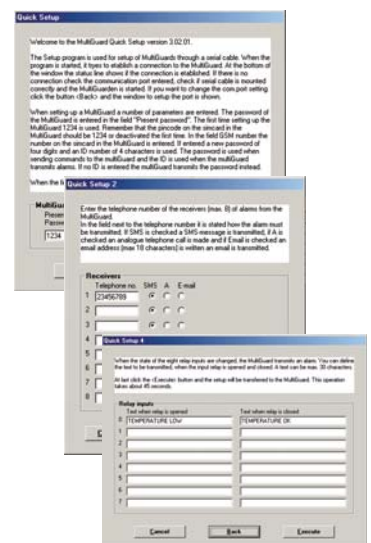 Quick Setup
Welcome to the MultiGuard Quick Setup version 3.02.01.
The Setup program is used for setup of MultiGuards through a serial cable. When the
program is started, it tryes to etablish a connection to the MultiGuard. At the bottom of
the window the status line shows if the connection is etablished. If there is no
connection check the communication port entered, check if serial cable is mounted
correctly and the MultiGuarden is started. If you want to change the com.port setting
click the button <Back> and the window to setup the port is shown.
When setting up a MultiGuard a number of parameters are entered. The password of
the MultiGuard is entered in the field "Present password". The first time setting up the
MultiGuard 1234 is used. Remember that the pincode on the simcard in the
MultiGuard should be 1234 or deactivated the first time. In the field GSM number the
number on the simcard in the MultiGuard is entered. If entered a new password of
four digits and an ID number of 4 characters is used. The password is used when
sending commands to the multiguard and the ID is used when the multiguard
transmits alarms. If no ID is entered the multiguard transmits the password instead.
When the
MultiGu
Presen
Passw
1234
Quick Setup 2
Enter the telephone number of the receivers (max. 8) of alarms from the
MultiGuard.
In the field next to the telephone number it is stated how the alarm must
be transmitted. If SMS is checked a SMS-message is transmitted, if A is
checked an analogue telephone call is made and if Email is checked an
email address (max 18 characters) is written an email is transmitted.
Receivers
Telephone no. SMS A E-mail
1 23456789
2
3
4
5
6
7
8
Quick Setup 4
When the state of the eight relay inputs are changed, the MultiGuard transmits an alarm. You can define
the text to be transmitted, when the input relay is opened and closed. A text can be max. 30 characters.
At last click the <Execute> button and the setup will be transferred to the MultiGuard. This operation
takes about 45 seconds.
Relay inputs
Text when relay is opened Text when relay is closed
0 TEMPERATURE LOW TEMPERATURE OK
1
2
3
4
5
6
7
Cancel Back Execute